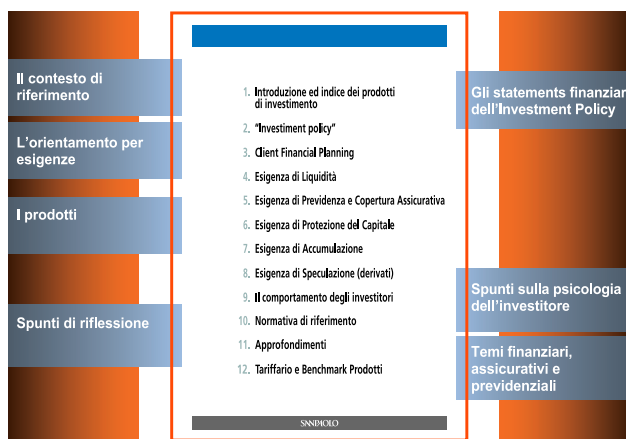 Il contesto di
riferimento
L'orientamento per
esigenze
I prodotti
Spunti di riflessione
1. Introduzione ed indice dei prodotti
di investimento
2. "Investiment policy"
3. Client Financial Planning
4. Esigenza di Liquidità
5. Esigenza di Previdenza e Copertura Assicurativa
6. Esigenza di Protezione del Capitale
7. Esigenza di Accumulazione
8. Esigenza di Speculazione (derivati)
9. Il comportamento degli investitori
10. Normativa di riferimento
11. Approfondimenti
12. Tariffario e Benchmark Prodotti
SANPAOLO
Gli statements finanziar
dell'Investment Policy
Spunti sulla psicologia
dell'investitore
Temi finanziari,
assicurativi e
previdenziali